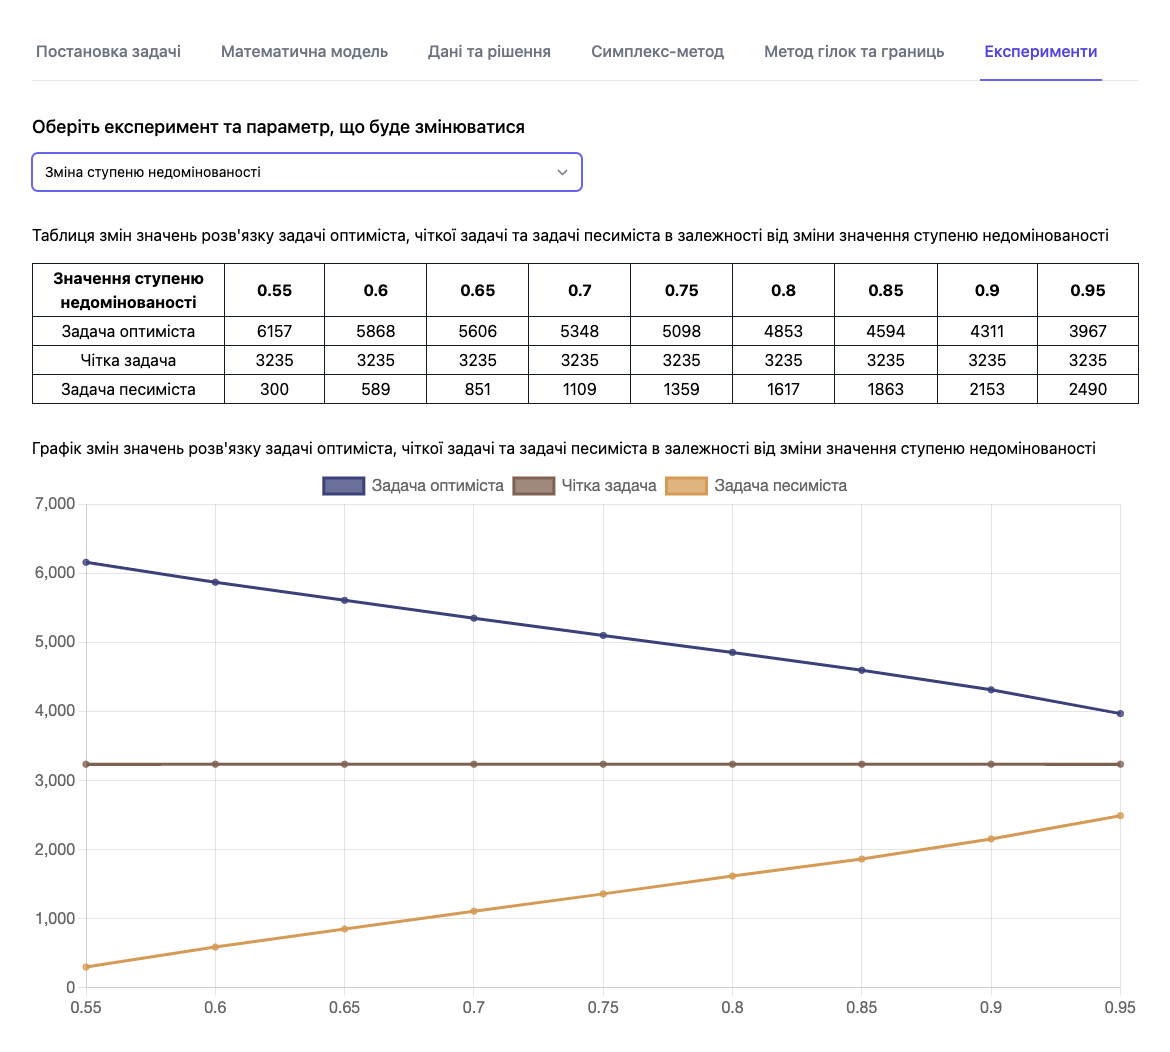 Постановка задачі Математична модель Дані та рішення Симплекс-метод Метод гілок та границь Експерименти
Оберіть експеримент та параметр, що буде змінюватися
Зміна ступеню недомінованості
Таблиця змін значень розв'язку задачі оптиміста, чіткої задачі та задачі песиміста в залежності від зміни значення ступеню недомінованості
Значення ступеню
недомінованості 0.55 0.6 0.65 0.7 0.75 0.8 0.85 0.9 0.95
Задача оптиміста 6157 5868 5606 5348 5098 4853 4594 4311 3967
Чітка задача 3235 3235 3235 3235 3235 3235 3235 3235 3235
Задача песиміста 300 589 851 1109 1359 1617 1863 2153 2490
Графік змін значень розв'язку задачі оптиміста, чіткої задачі та задачі песиміста в залежності від зміни значення ступеню недомінованості
Задача оптиміста Чітка задача Задача песиміста
7,000
6,000
5,000
4,000
3,000
2,000
1,000
0
0.55 0.6 0.65 0.7 0.75 0.8 0.85 0.9 0.95